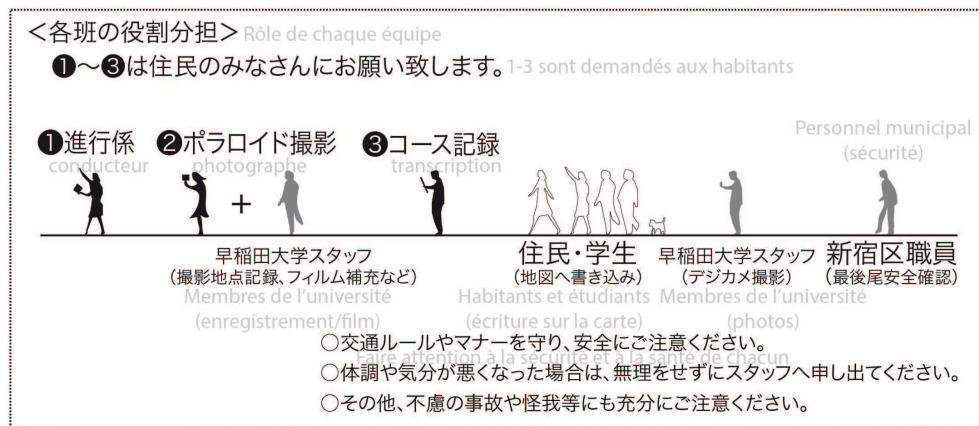 ＜各班の役割分担＞ Rôle de chaque équipe
❶～❸は住民のみなさんにお願い致します。 1-3 sont demandés aux habitants
Personnel municipal
(sécurité)
❶進行係 ❷ポラロイド撮影 ❸コース記録
conducteur photographe transcription
+
早稲田大学スタッフ
（撮影地点記録、フィルム補充など）
Membres de l'université
(enregistrement/film)
住民・学生
（地図へ書き込み）
Habitants et étudiants
(écriture sur la carte)
早稲田大学スタッフ
（デジカメ撮影）
Membres de l'université
(photos)
新宿区職員
（最後尾安全確認）
○交通ルールやマナーを守り、安全にご注意ください。
Faire attention à la sécurité et à la santé de chacun
○体調や気分が悪くなった場合は、無理をせずにスタッフへ申し出てください。
○その他、不慮の事故や怪我等にも充分にご注意ください。